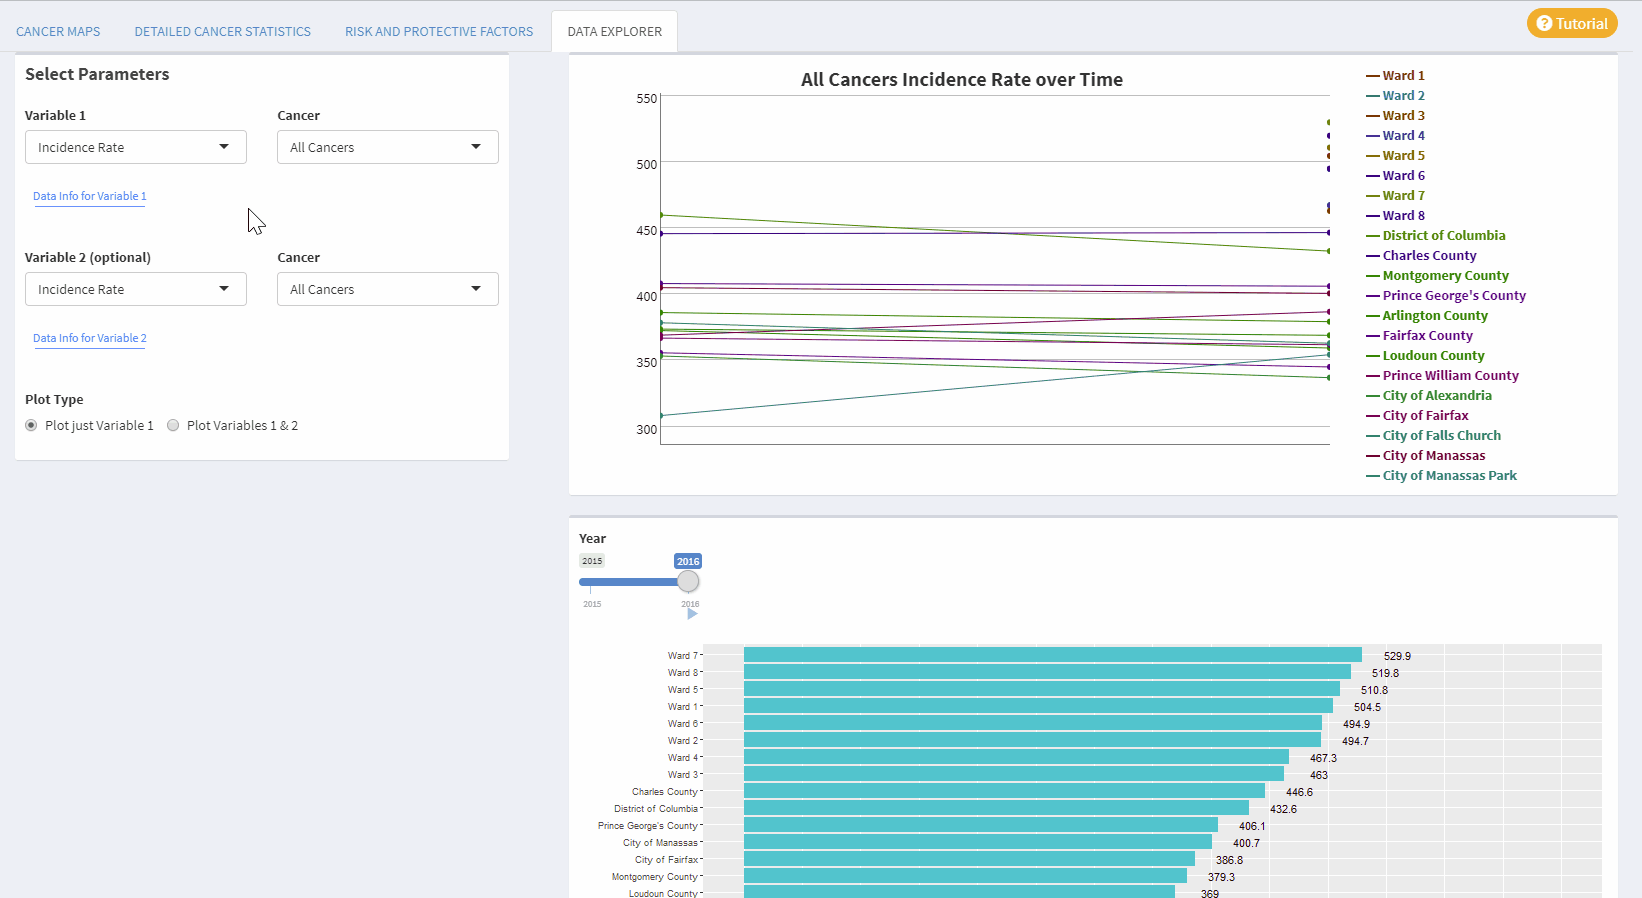 CANCER MAPS
DETAILED CANCER STATISTICS
RISK AND PROTECTIVE FACTORS
DATA EXPLORER
? Tutorial
Select Parameters
Variable 1
Cancer
Incidence Rate
All Cancers
Data Info for Variable 1
Variable 2 (optional)
Cancer
Incidence Rate
All Cancers
Data Info for Variable 2
Plot Type
Plot just Variable 1
Plot Variables 1 & 2
All Cancers Incidence Rate over Time
550
500
450
400
350
300
Ward 1
Ward 2
Ward 3
Ward 4
Ward 5
Ward 6
Ward 7
Ward 8
District of Columbia
Charles County
Montgomery County
Prince George's County
Arlington County
Fairfax County
Loudoun County
Prince William County
City of Alexandria
City of Fairfax
City of Falls Church
City of Manassas
City of Manassas Park
Year
2015
2016
2015
2016
Ward 7 529.9
Ward 8 519.8
Ward 5 510.8
Ward 1 504.5
Ward 6 494.9
Ward 2 494.7
Ward 4 467.3
Ward 3 463
Charles County 446.6
District of Columbia 432.6
Prince George's County 406.1
City of Manassas 400.7
City of Fairfax 386.8
Montgomery County 379.3
Loudoun County 369